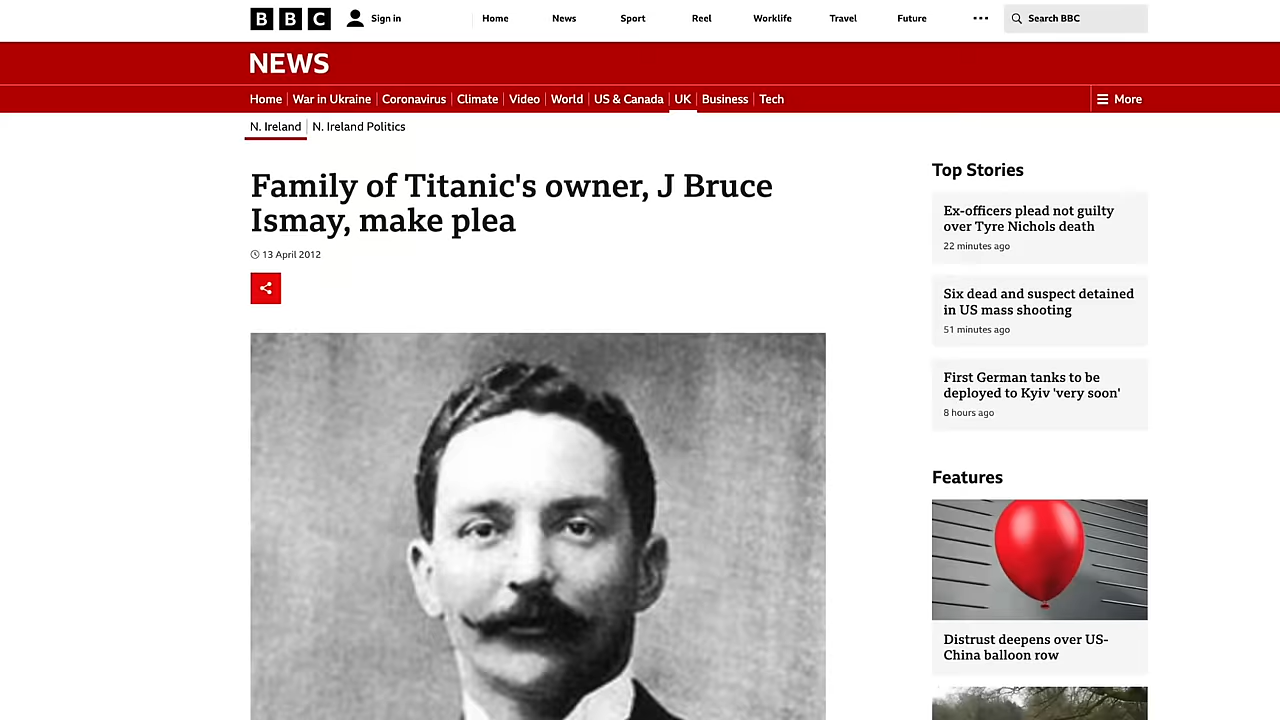 BBC Sign in Home News Sport Reel Worklife Travel Future Search BBC
NEWS
Home War in Ukraine Coronavirus Climate Video World US & Canada UK Business Tech More
N. Ireland N. Ireland Politics
Family of Titanic's owner, J Bruce
Ismay, make plea
13 April 2012
Top Stories
Ex-officers plead not guilty
over Tyre Nichols death
22 minutes ago
Six dead and suspect detained
in US mass shooting
51 minutes ago
First German tanks to be
deployed to Kyiv 'very soon'
8 hours ago
Features
Distrust deepens over US-
China balloon row